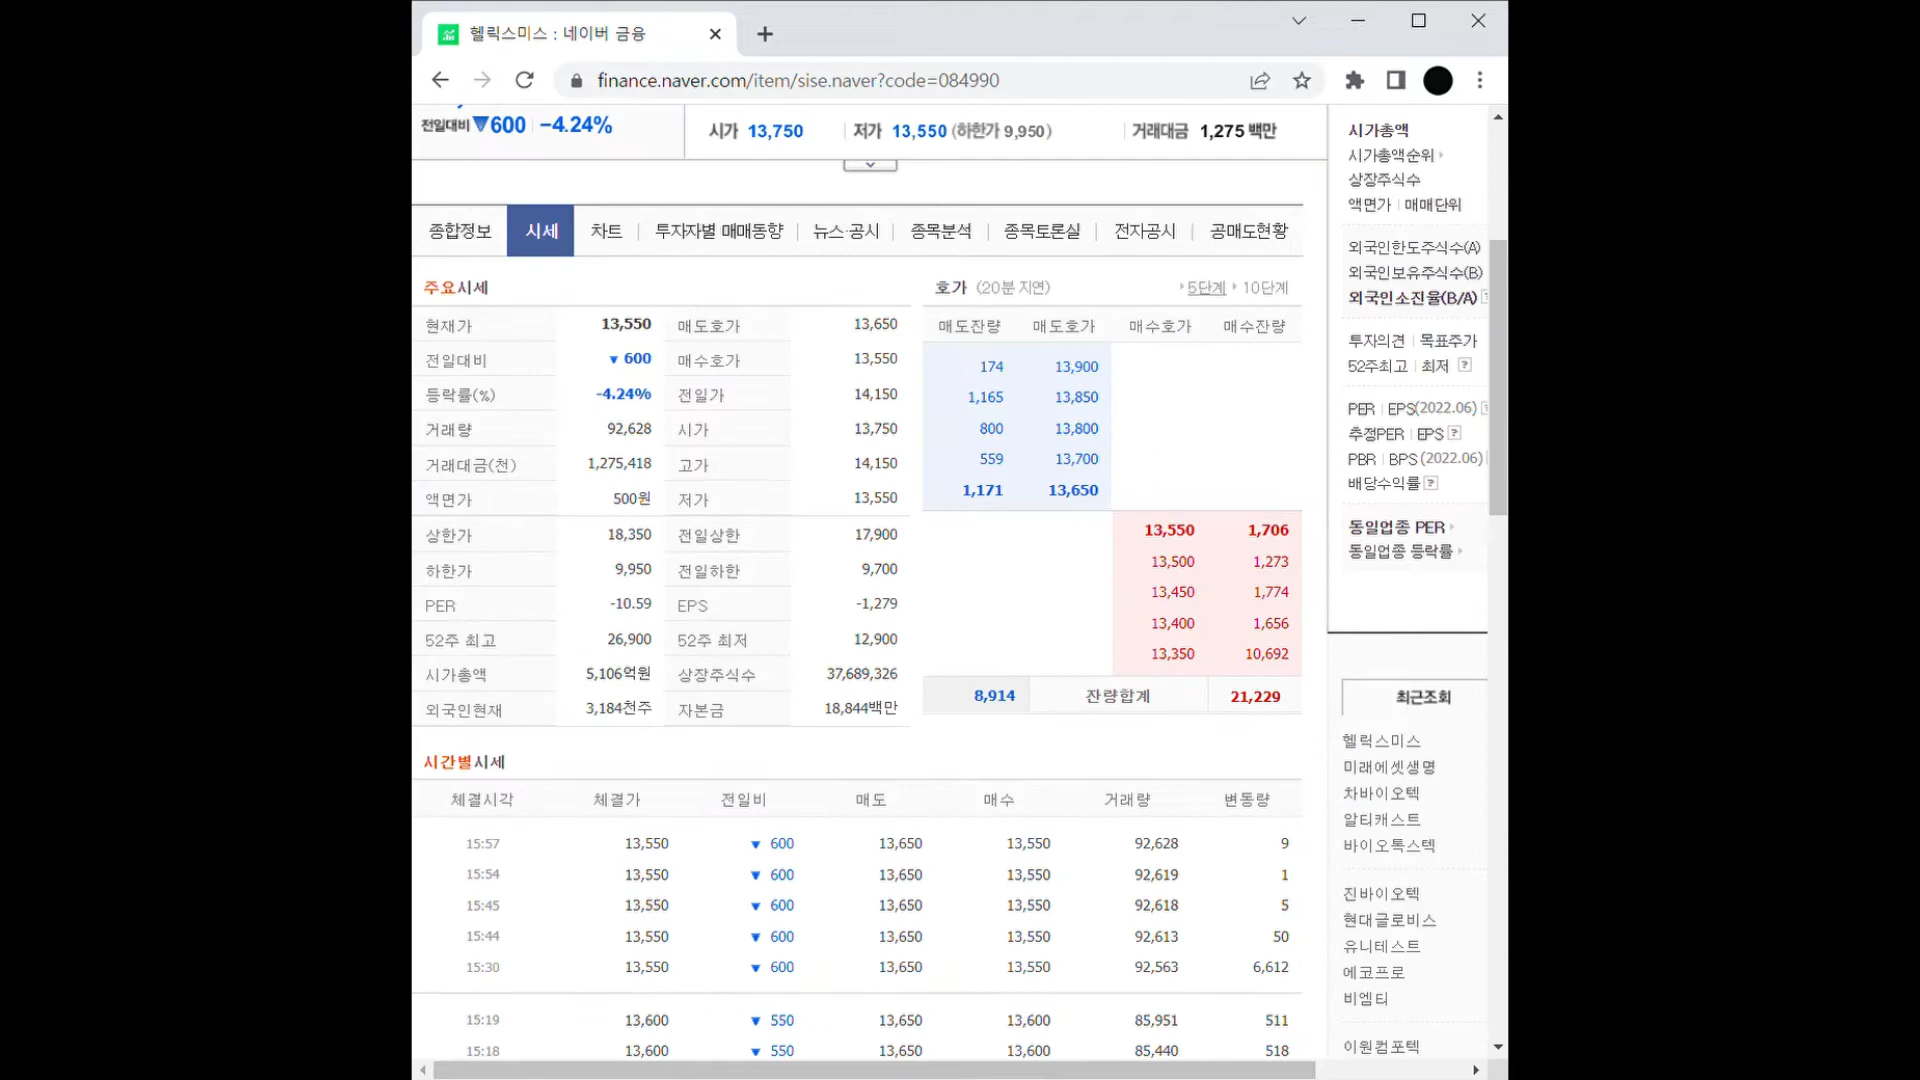 헬릭스미스 : 네이버 금융
finance.naver.com/item/sise.naver?code=084990
전일대비 ▼600 | -4.24%
시가 13,750 | 저가 13,550 (하한가 9,950) | 거래대금 1,275 백만
종합정보 시세 차트 | 투자자별 매매동향 | 뉴스·공시 | 종목분석 | 종목토론실 | 전자공시 | 공매도현황
주요시세
현재가 13,550 매도호가 13,650
전일대비 ▼ 600 매수호가 13,550
등락률(%) -4.24% 전일가 14,150
거래량 92,628 시가 13,750
거래대금(천) 1,275,418 고가 14,150
액면가 500원 저가 13,550
상한가 18,350 전일상한 17,900
하한가 9,950 전일하한 9,700
PER -10.59 EPS -1,279
52주 최고 26,900 52주 최저 12,900
시가총액 5,106억원 상장주식수 37,689,326
외국인현재 3,184천주 자본금 18,844백만
호가 (20분 지연) 5단계 10단계
매도잔량 매도호가 매수호가 매수잔량
174 13,900
1,165 13,850
800 13,800
559 13,700
1,171 13,650
13,550 1,706
13,500 1,273
13,450 1,774
13,400 1,656
13,350 10,692
8,914 잔량합계 21,229
시간별시세
체결시각 체결가 전일비 매도 매수 거래량 변동량
15:57 13,550 ▼ 600 13,650 13,550 92,628 9
15:54 13,550 ▼ 600 13,650 13,550 92,619 1
15:45 13,550 ▼ 600 13,650 13,550 92,618 5
15:44 13,550 ▼ 600 13,650 13,550 92,613 50
15:30 13,550 ▼ 600 13,650 13,550 92,563 6,612
15:19 13,600 ▼ 550 13,650 13,600 85,951 511
15:18 13,600 ▼ 550 13,650 13,600 85,440 518
시가총액
시가총액순위
상장주식수
액면가 | 매매단위
외국인한도주식수(A)
외국인보유주식수(B)
외국인소진율(B/A) ?
투자의견 | 목표주가
52주최고 | 최저 ?
PER | EPS(2022.06) ?
추정PER | EPS ?
PBR | BPS (2022.06)
배당수익률 ?
동일업종 PER
동일업종 등락률
최근조회
헬릭스미스
미래에셋생명
차바이오텍
알티캐스트
바이오톡스텍
진바이오텍
현대글로비스
유니테스트
에코프로
비엠티
이원컴포텍